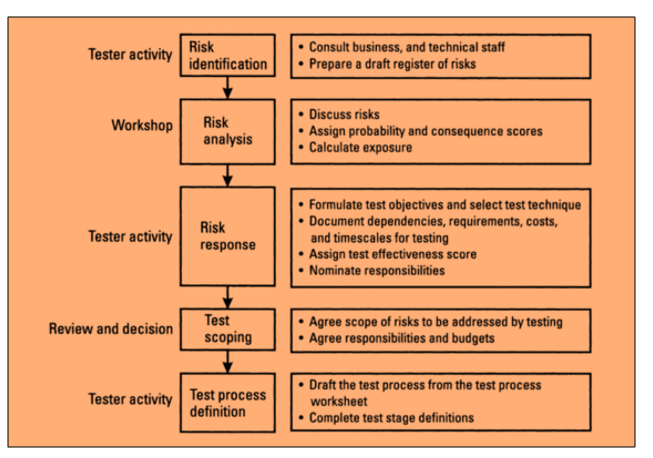 Tester activity
Risk
identification
• Consult business, and technical staff
• Prepare a draft register of risks
Workshop
Risk
analysis
• Discuss risks
• Assign probability and consequence scores
• Calculate exposure
Tester activity
Risk
response
• Formulate test objectives and select test technique
• Document dependencies, requirements, costs,
and timescales for testing
• Assign test effectiveness score
• Nominate responsibilities
Review and decision
Test
scoping
• Agree scope of risks to be addressed by testing
• Agree responsibilities and budgets
Tester activity
Test process
definition
• Draft the test process from the test process
worksheet
• Complete test stage definitions